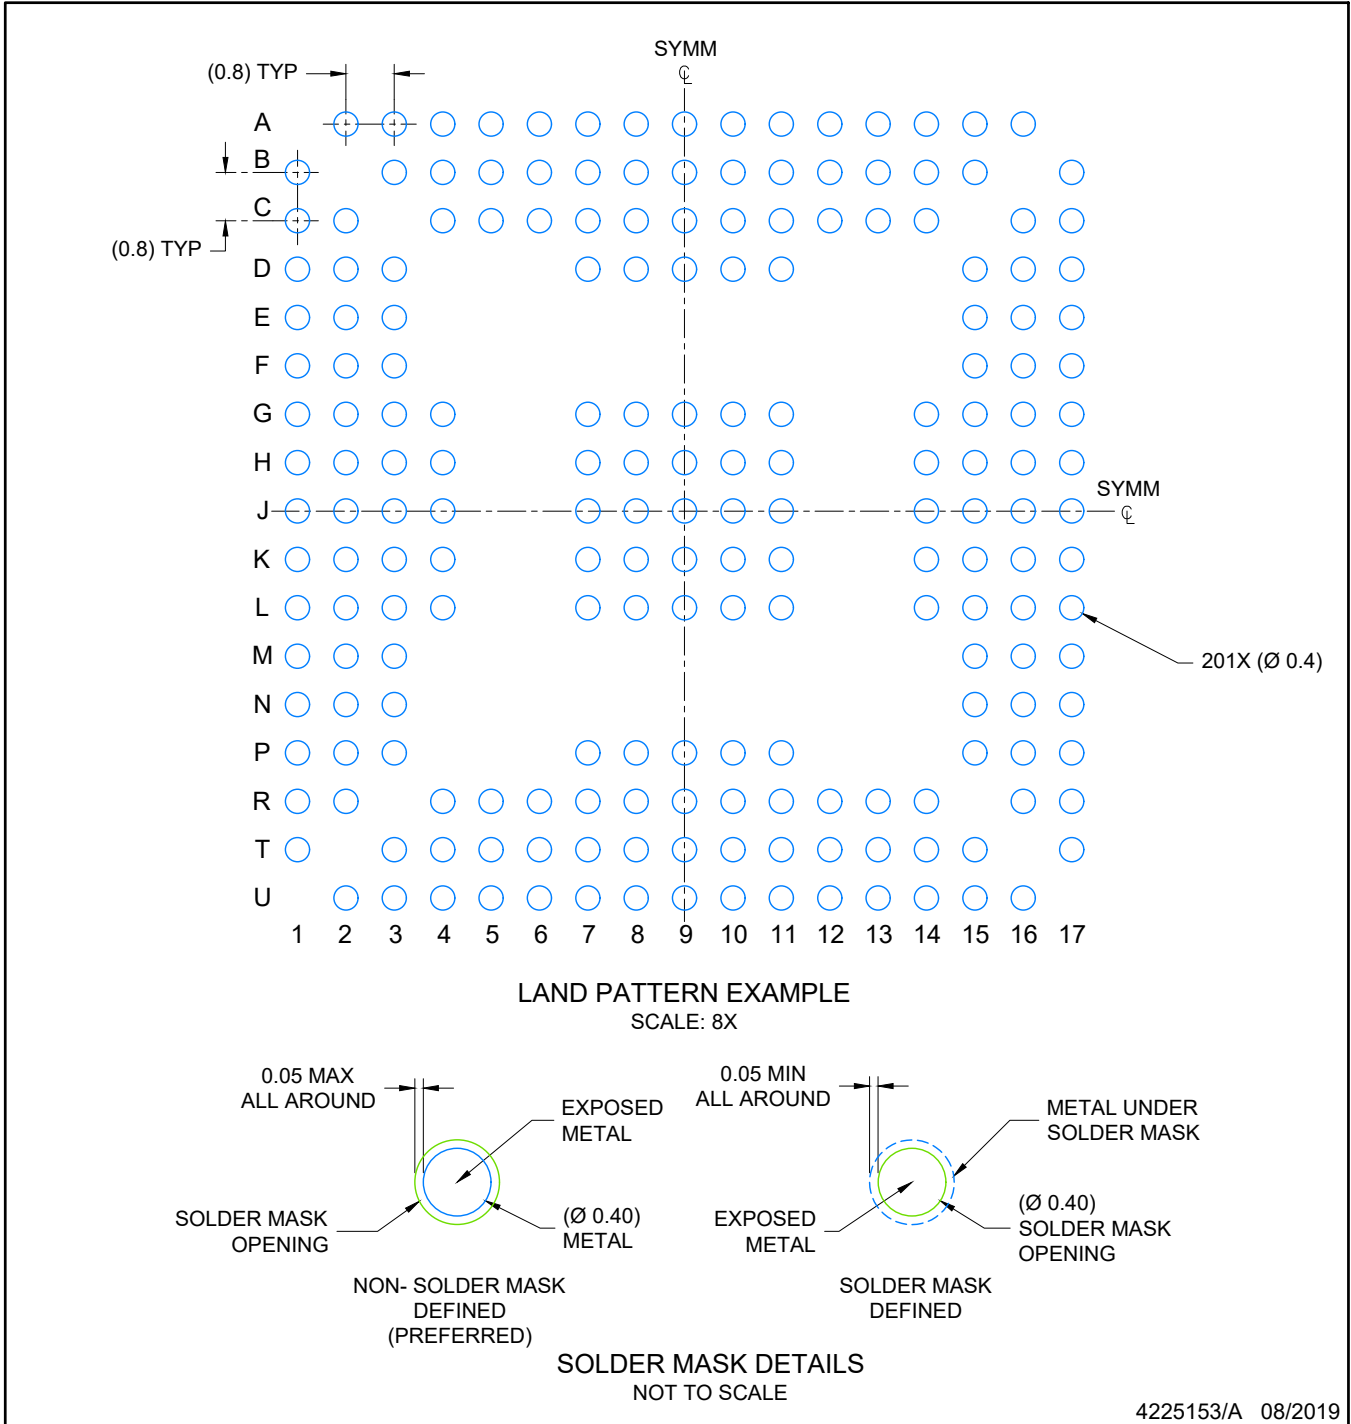 SYMM
℄
(0.8) TYP
A
B
C
(0.8) TYP
D
E
F
G
H
SYMM
J
℄
K
L
M
201X (Ø 0.4)
N
P
R
T
U
1 2 3 4 5 6 7 8 9 10 11 12 13 14 15 16 17
LAND PATTERN EXAMPLE
SCALE: 8X
0.05 MAX
ALL AROUND
EXPOSED
METAL
SOLDER MASK
OPENING
(Ø 0.40)
METAL
NON- SOLDER MASK
DEFINED
(PREFERRED)
0.05 MIN
ALL AROUND
METAL UNDER
SOLDER MASK
EXPOSED
METAL
(Ø 0.40)
SOLDER MASK
OPENING
SOLDER MASK
DEFINED
SOLDER MASK DETAILS
NOT TO SCALE
4225153/A 08/2019